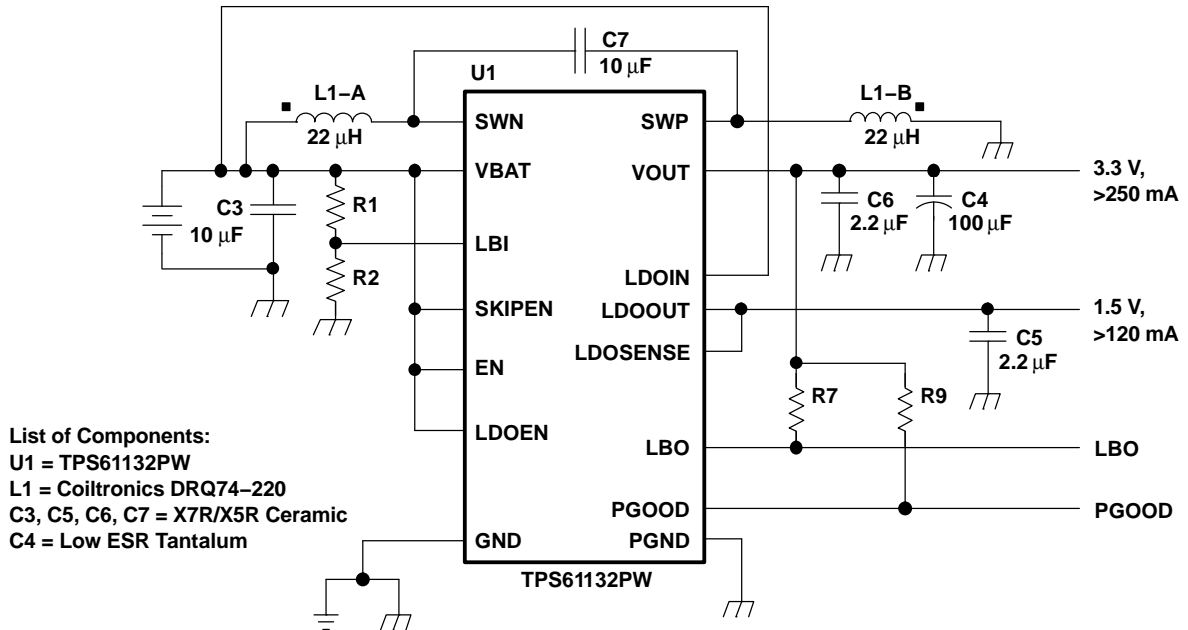 C7
10 μF
U1
L1–A
22 μH
L1–B
22 μH
SWN
SWP
VBAT
VOUT
3.3 V,
>250 mA
C3
10 μF
R1
C6
2.2 μF
C4
100 μF
LBI
R2
LDOIN
SKIPEN
LDOOUT
1.5 V,
>120 mA
LDOSENSE
C5
2.2 μF
EN
R7
R9
LDOEN
LBO
LBO
List of Components:
U1 = TPS61132PW
L1 = Coiltronics DRQ74–220
C3, C5, C6, C7 = X7R/X5R Ceramic
C4 = Low ESR Tantalum
PGOOD
PGOOD
GND
PGND
TPS61132PW